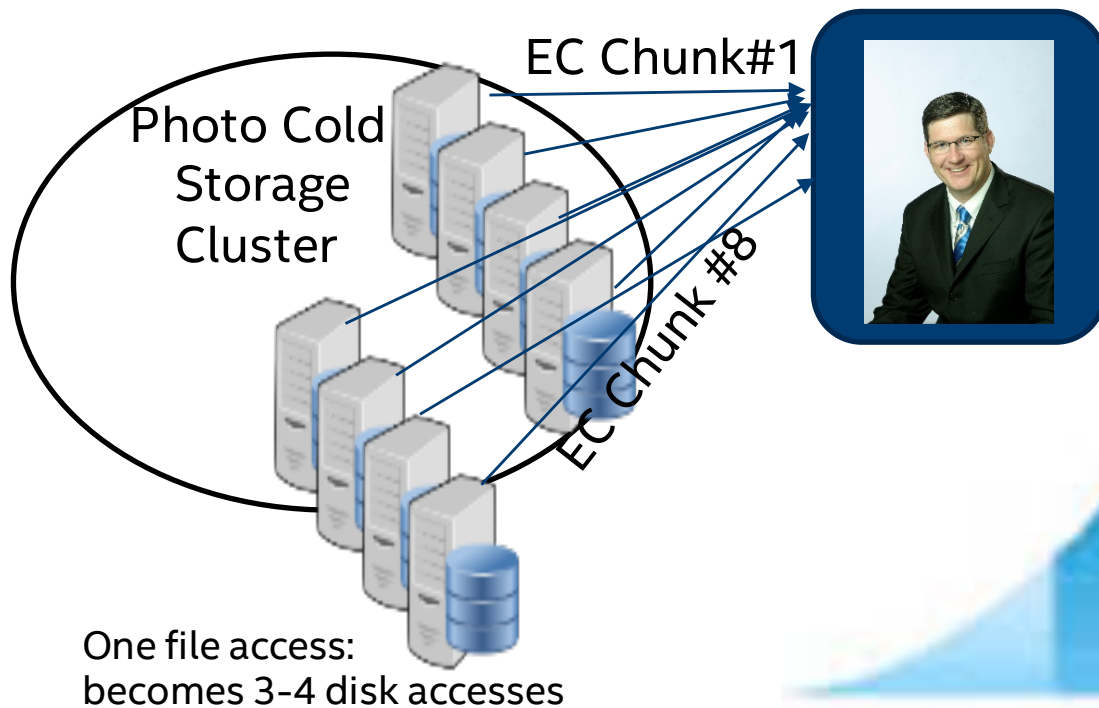 EC Chunk#1
Photo Cold
Storage
Cluster
EC Chunk #8
One file access:
becomes 3-4 disk accesses